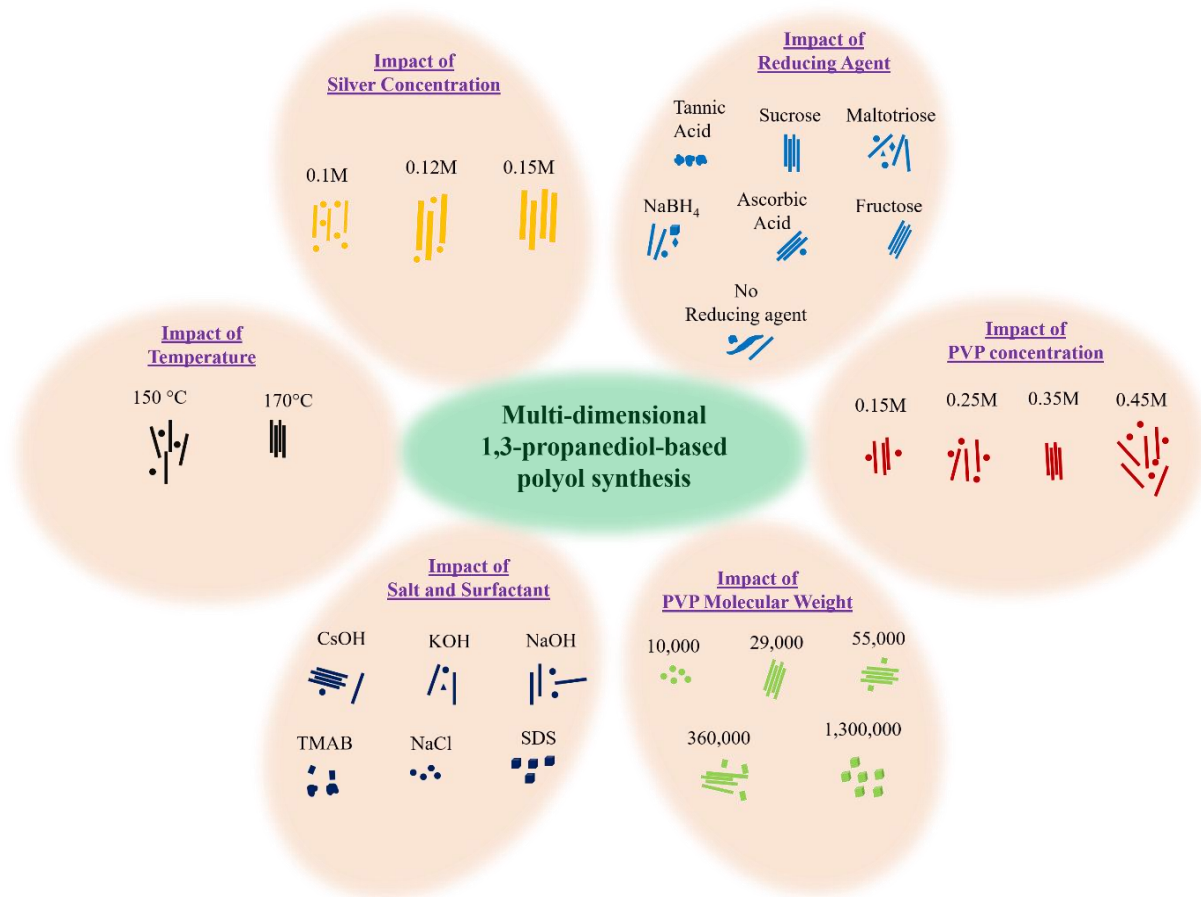 Impact of
Silver Concentration
0.1M
0.12M
0.15M
Impact of
Reducing Agent
Tannic
Acid
Sucrose
Maltotriose
NaBH₄
Ascorbic
Acid
Fructose
No
Reducing agent
Impact of
Temperature
150 °C
170°C
Multi-dimensional
1,3-propanediol-based
polyol synthesis
Impact of
PVP concentration
0.15M
0.25M
0.35M
0.45M
Impact of
Salt and Surfactant
CsOH
KOH
NaOH
TMAB
NaCl
SDS
Impact of
PVP Molecular Weight
10,000
29,000
55,000
360,000
1,300,000